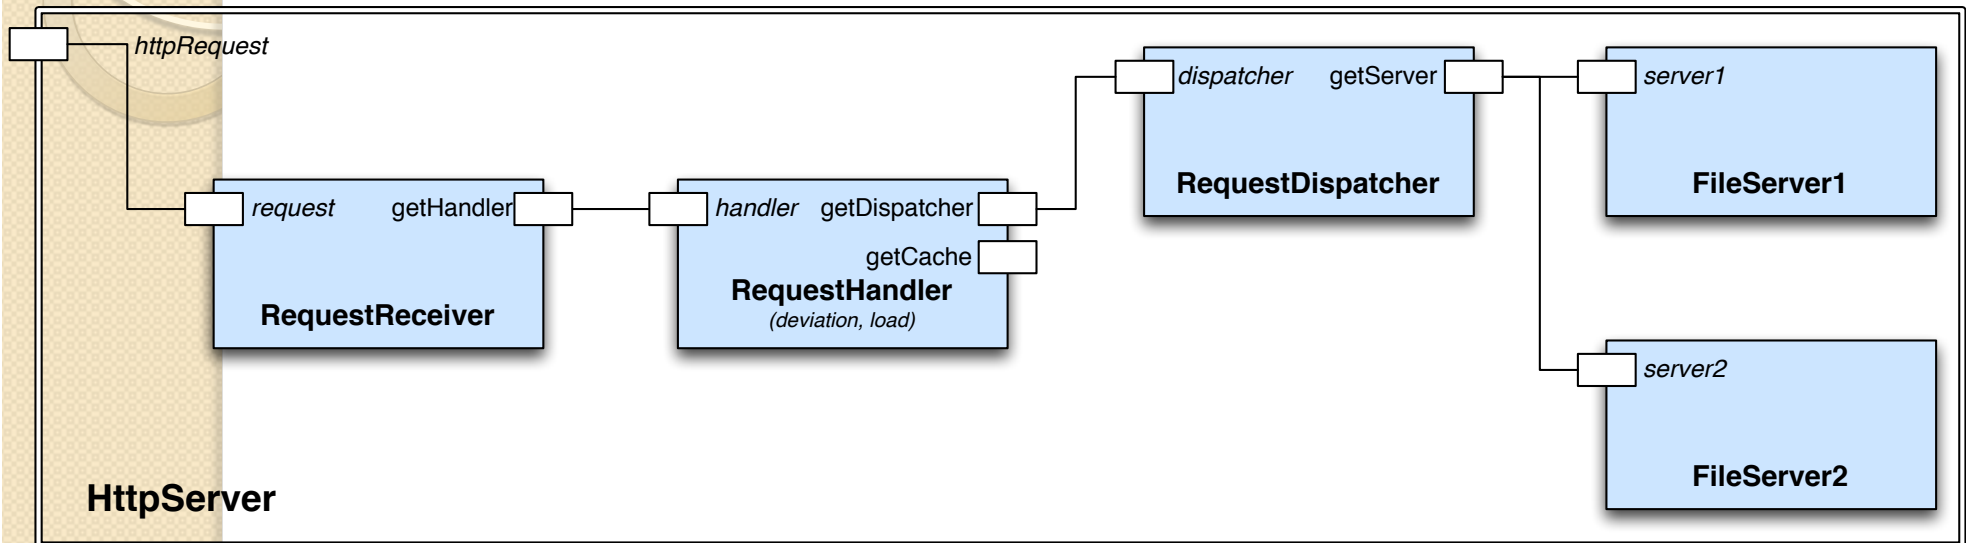 httpRequest
dispatcher getServer
server1
RequestDispatcher
FileServer1
request getHandler
handler getDispatcher
getCache
RequestReceiver
RequestHandler
(deviation, load)
server2
FileServer2
HttpServer